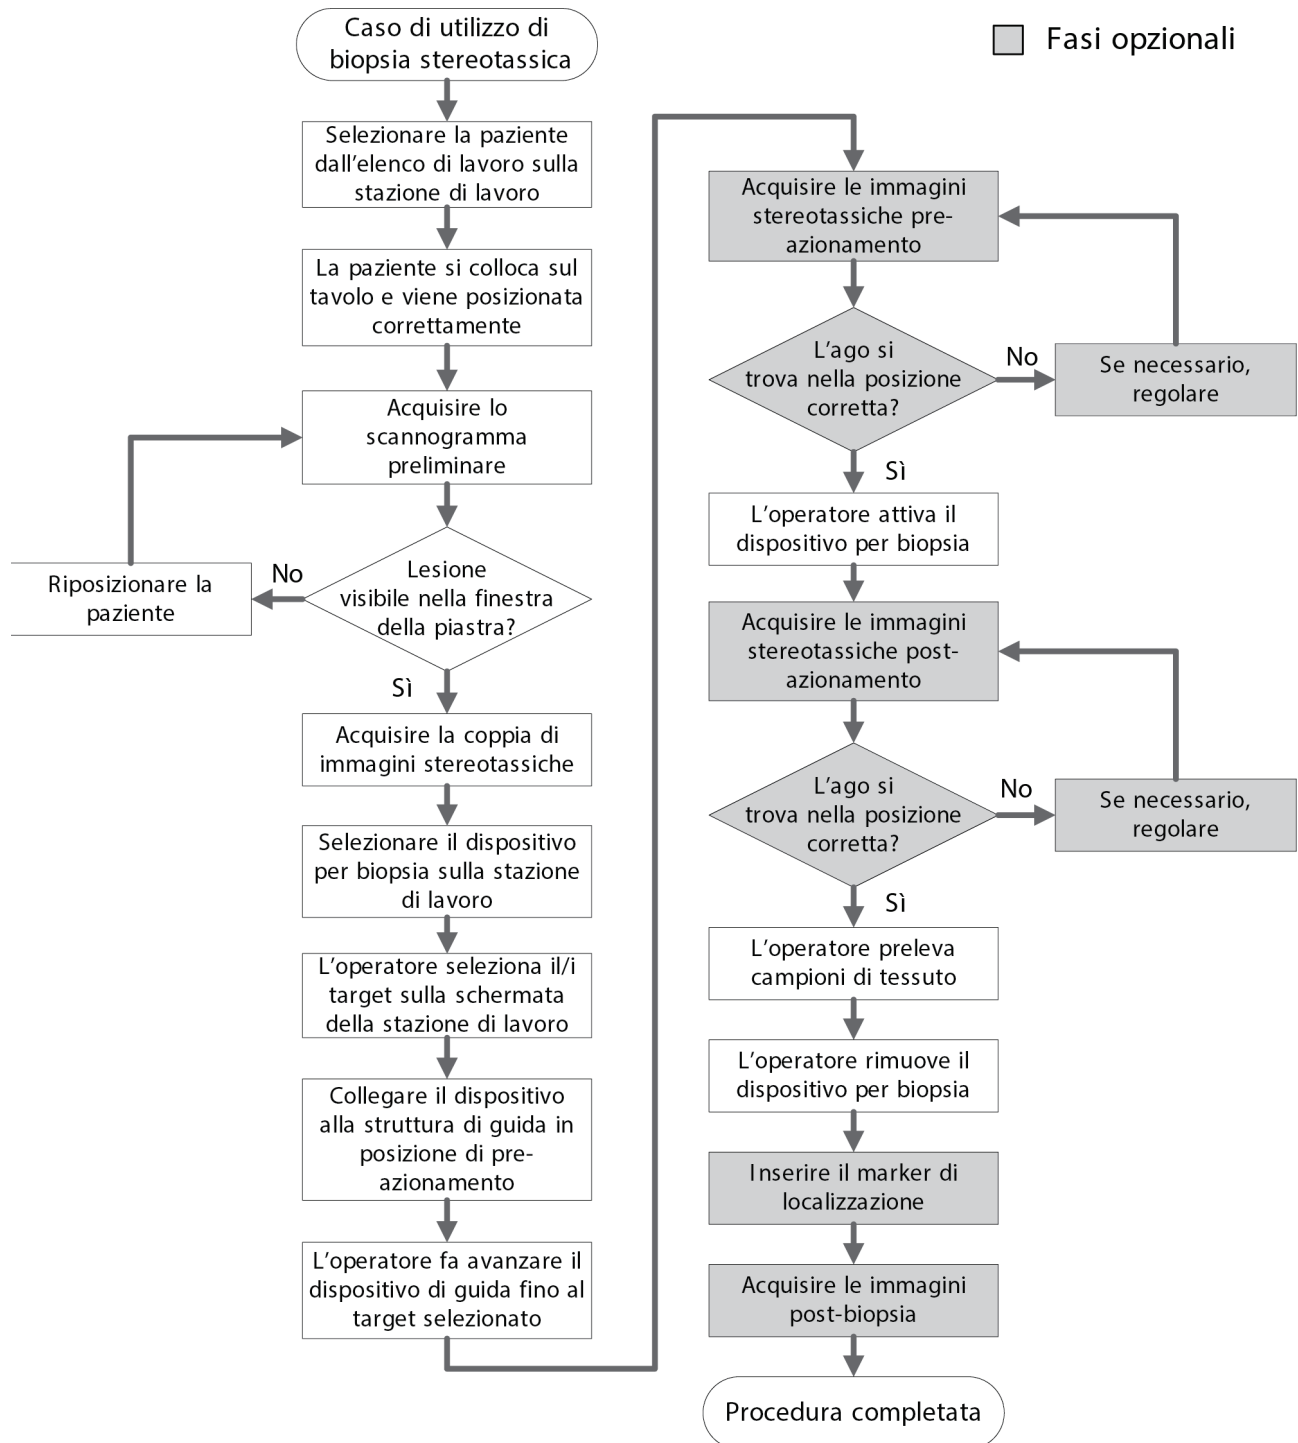 Caso di utilizzo di
biopsia stereotassica
Fasi opzionali
Selezionare la paziente
dall'elenco di lavoro sulla
stazione di lavoro
La paziente si colloca sul
tavolo e viene posizionata
correttamente
Acquisire lo
scannogramma
preliminare
Lesione
visibile nella finestra
della piastra?
No
Riposizionare la
paziente
Sì
Acquisire la coppia di
immagini stereotassiche
Selezionare il dispositivo
per biopsia sulla stazione
di lavoro
L'operatore seleziona il/i
target sulla schermata
della stazione di lavoro
Collegare il dispositivo
alla struttura di guida in
posizione di pre-
azionamento
L'operatore fa avanzare il
dispositivo di guida fino al
target selezionato
Acquisire le immagini
stereotassiche pre-
azionamento
L'ago si
trova nella posizione
corretta?
No
Se necessario,
regolare
Sì
L'operatore attiva il
dispositivo per biopsia
Acquisire le immagini
stereotassiche post-
azionamento
L'ago si
trova nella posizione
corretta?
No
Se necessario,
regolare
Sì
L'operatore preleva
campioni di tessuto
L'operatore rimuove il
dispositivo per biopsia
Inserire il marker di
localizzazione
Acquisire le immagini
post-biopsia
Procedura completata